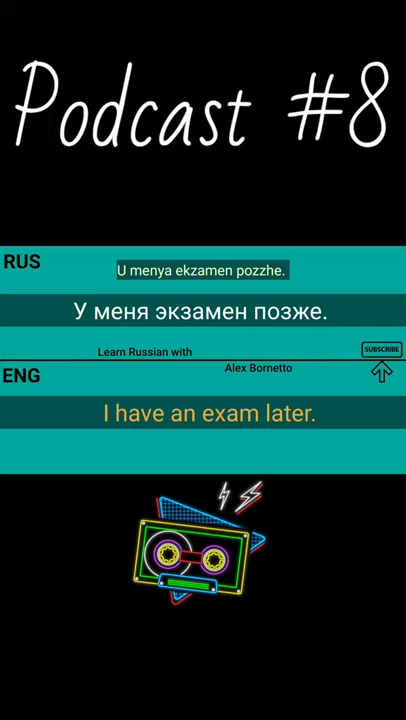 Podcast #8
RUS
U menya ekzamen pozzhe.
У меня экзамен позже.
Learn Russian with
SUBSCRIBE
Alex Bornetto
ENG
I have an exam later.